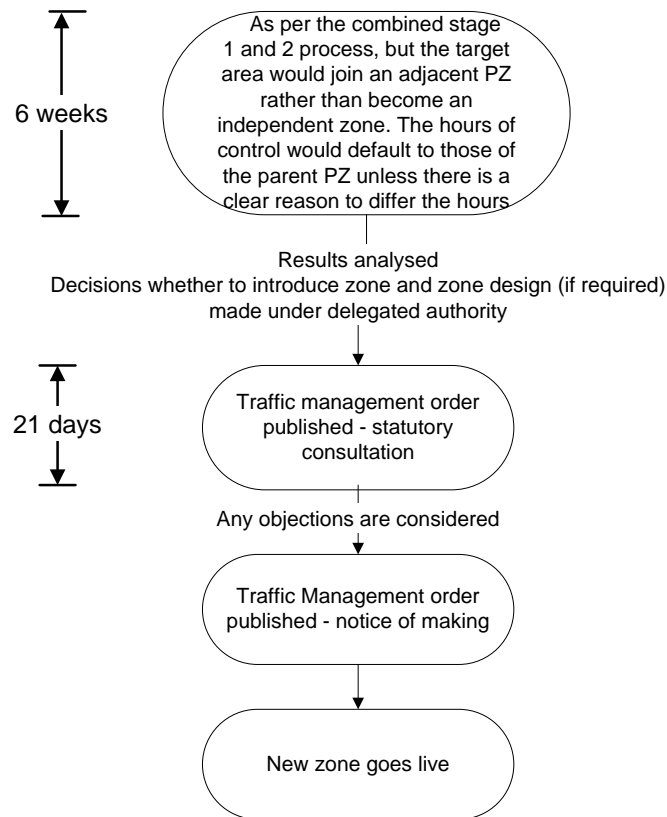 As per the combined stage
1 and 2 process, but the target
area would join an adjacent PZ
rather than become an
independent zone. The hours of
control would default to those of
the parent PZ unless there is a
clear reason to differ the hours
6 weeks
Results analysed
Decisions whether to introduce zone and zone design (if required)
made under delegated authority
Traffic management order
published - statutory
consultation
21 days
Any objections are considered
Traffic Management order
published - notice of making
New zone goes live